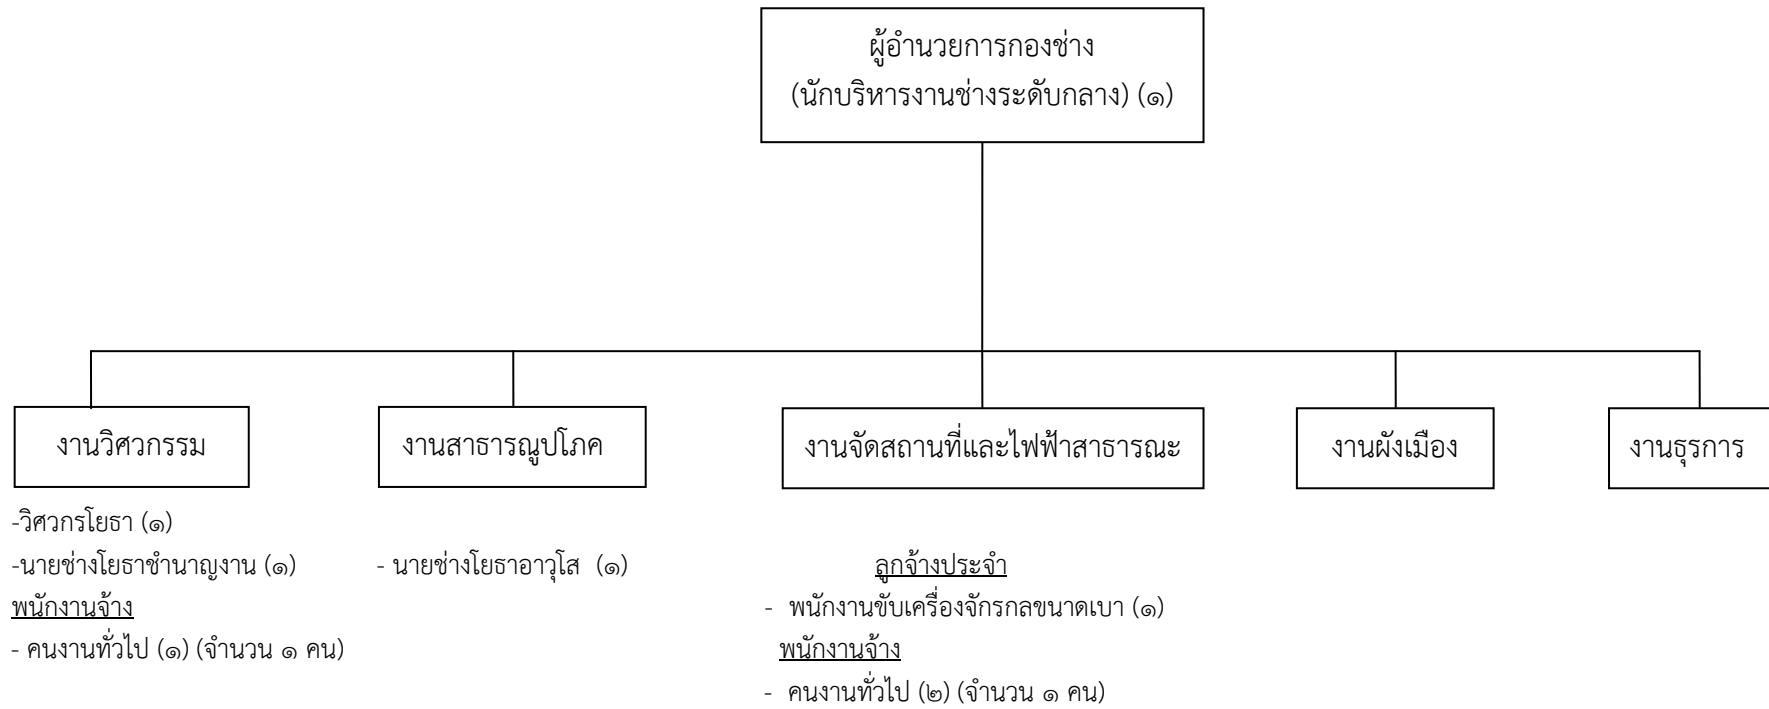 ผู้อำนวยการกองช่าง
(นักบริหารงานช่างระดับกลาง) (๑)
งานวิศวกรรม
งานสาธารณูปโภค
งานจัดสถานที่และไฟฟ้าสาธารณะ
งานผังเมือง
งานธุรการ
-วิศวกรโยธา (๑)
-นายช่างโยธาชำนาญงาน (๑)
พนักงานจ้าง
- คนงานทั่วไป (๑) (จำนวน ๑ คน)
- นายช่างโยธาอาวุโส (๑)
ลูกจ้างประจำ
- พนักงานขับเครื่องจักรกลขนาดเบา (๑)
พนักงานจ้าง
- คนงานทั่วไป (๒) (จำนวน ๑ คน)